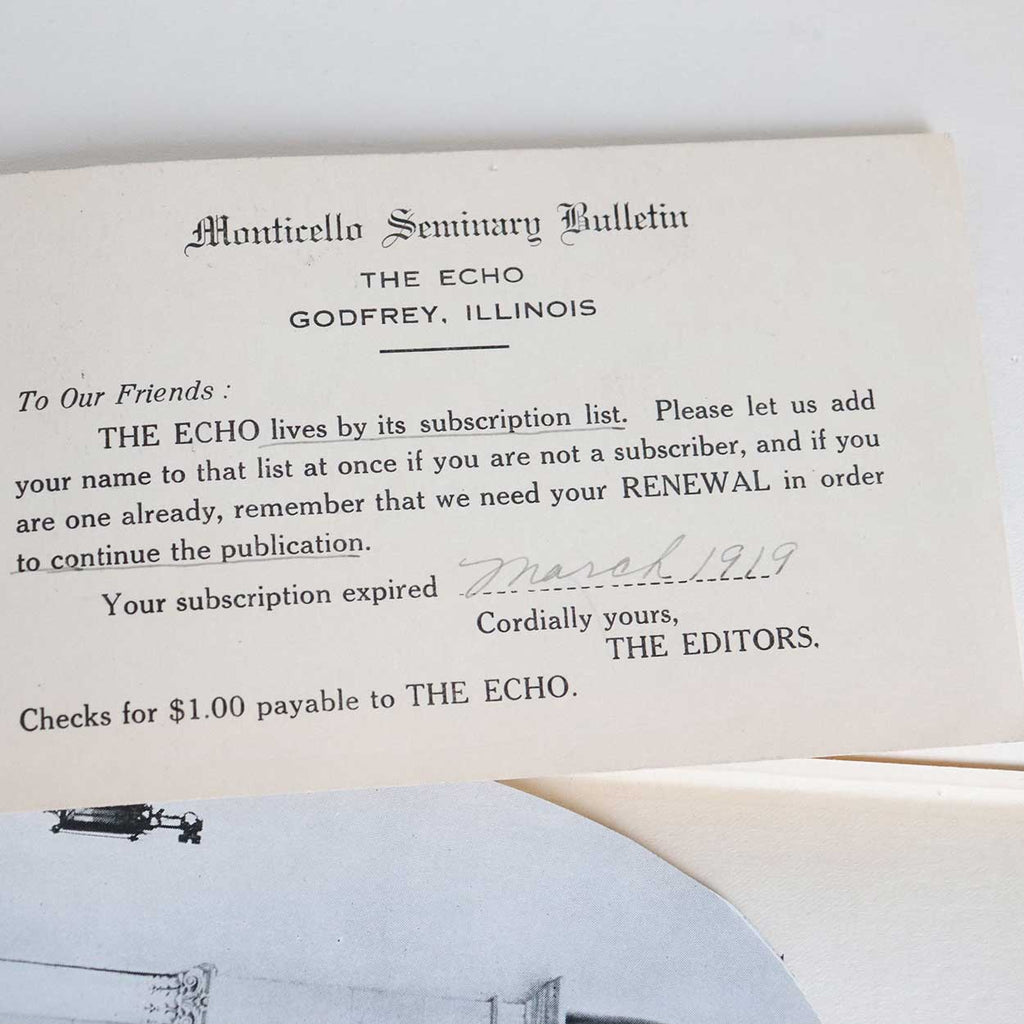 Monticello Seminary Bulletin
THE ECHO
GODFREY, ILLINOIS
To Our Friends :
THE ECHO lives by its subscription list. Please let us add
your name to that list at once if you are not a subscriber, and if you
are one already, remember that we need your RENEWAL in order
to continue the publication.
Your subscription expired March 1919
Cordially yours,
THE EDITORS.
Checks for $1.00 payable to THE ECHO.